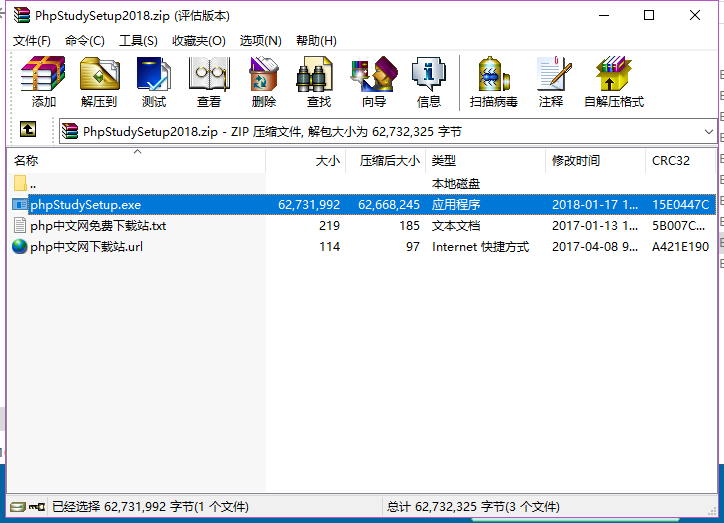 PhpStudySetup2018.zip (评估版本)
文件(F) 命令(C) 工具(S) 收藏夹(O) 选项(N) 帮助(H)
添加 解压到 测试 查看 删除 查找 向导 信息 扫描病毒 注释 自解压格式
PhpStudySetup2018.zip - ZIP 压缩文件, 解包大小为 62,732,325 字节
名称 大小 压缩后大小 类型 修改时间 CRC32
.. 本地磁盘
phpStudySetup.exe 62,731,992 62,668,245 应用程序 2018-01-17 1... 15E0447C
php中文网免费下载站.txt 219 185 文本文档 2017-01-13 1... 5B007C...
php中文网下载站.url 114 97 Internet 快捷方式 2017-04-08 9... A421E190
已经选择 62,731,992 字节(1 个文件) 总计 62,732,325 字节(3 个文件)